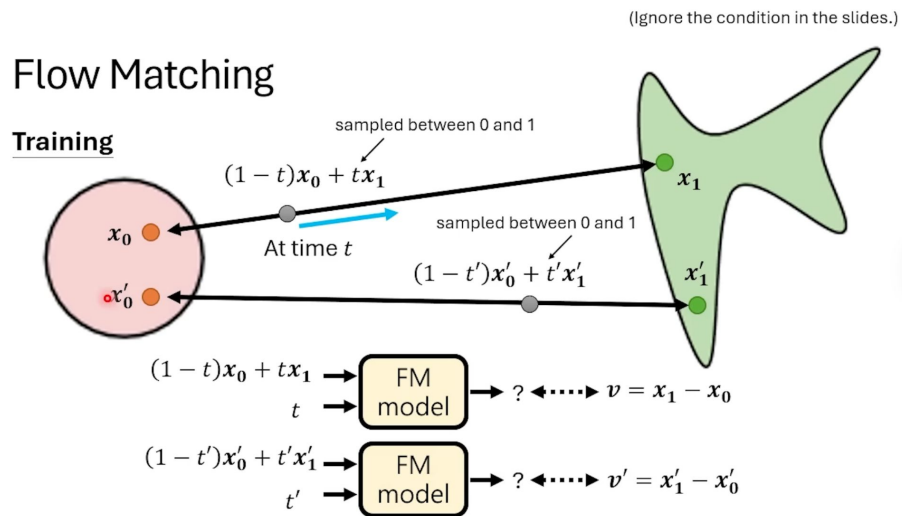 (Ignore the condition in the slides.)
Flow Matching
Training
sampled between 0 and 1
(1 − t)x₀ + tx₁
x₁
x₀
At time t
sampled between 0 and 1
(1 − t′)x′₀ + t′x′₁
x′₁
x′₀
(1 − t)x₀ + tx₁
t
FM
model
? v = x₁ − x₀
(1 − t′)x′₀ + t′x′₁
t′
FM
model
? v′ = x′₁ − x′₀